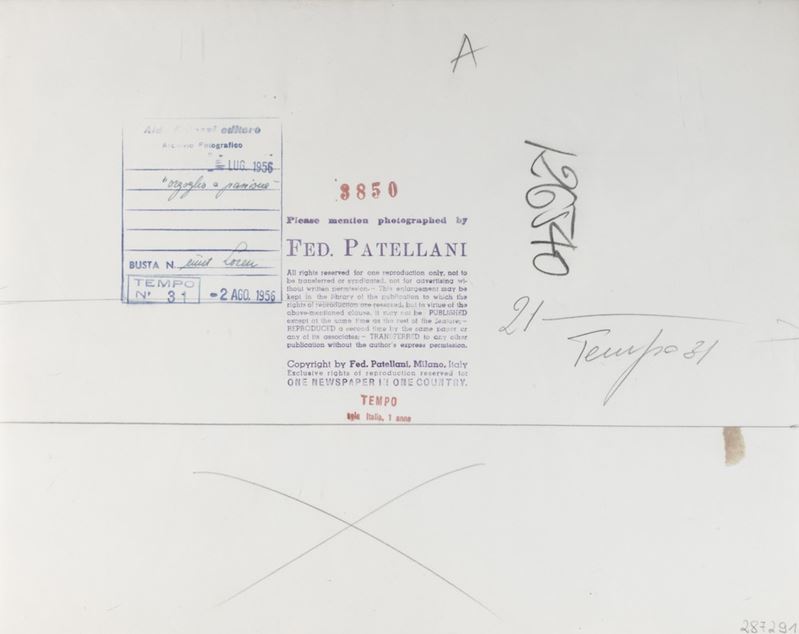 A
editore
Archivio Fotografico
LUG. 1956
"orgoglio e passione"
BUSTA N. Loren
TEMPO
N° 31
-2 AGO. 1956
3850
Please mention photographed by
FED. PATELLANI
All rights reserved for one reproduction only, not to
be transferred or syndicated, not for advertising wi-
thout written permission. - This enlargement may be
kept in the library of the publication to which the
rights of reproduction are reserved, but in virtue of the
above-mentioned clause, it may not be: PUBLISHED
except at the same time as the rest of the feature; -
REPRODUCED a second time by the same paper or
any of its associates; - TRANSFERRED to any other
publication without the author's express permission.
Copyright by Fed. Patellani, Milano, Italy
Exclusive rights of reproduction reserved for
ONE NEWSPAPER IN ONE COUNTRY.
TEMPO
Italia, 1 anno
126540
21
Tempo 31
287291